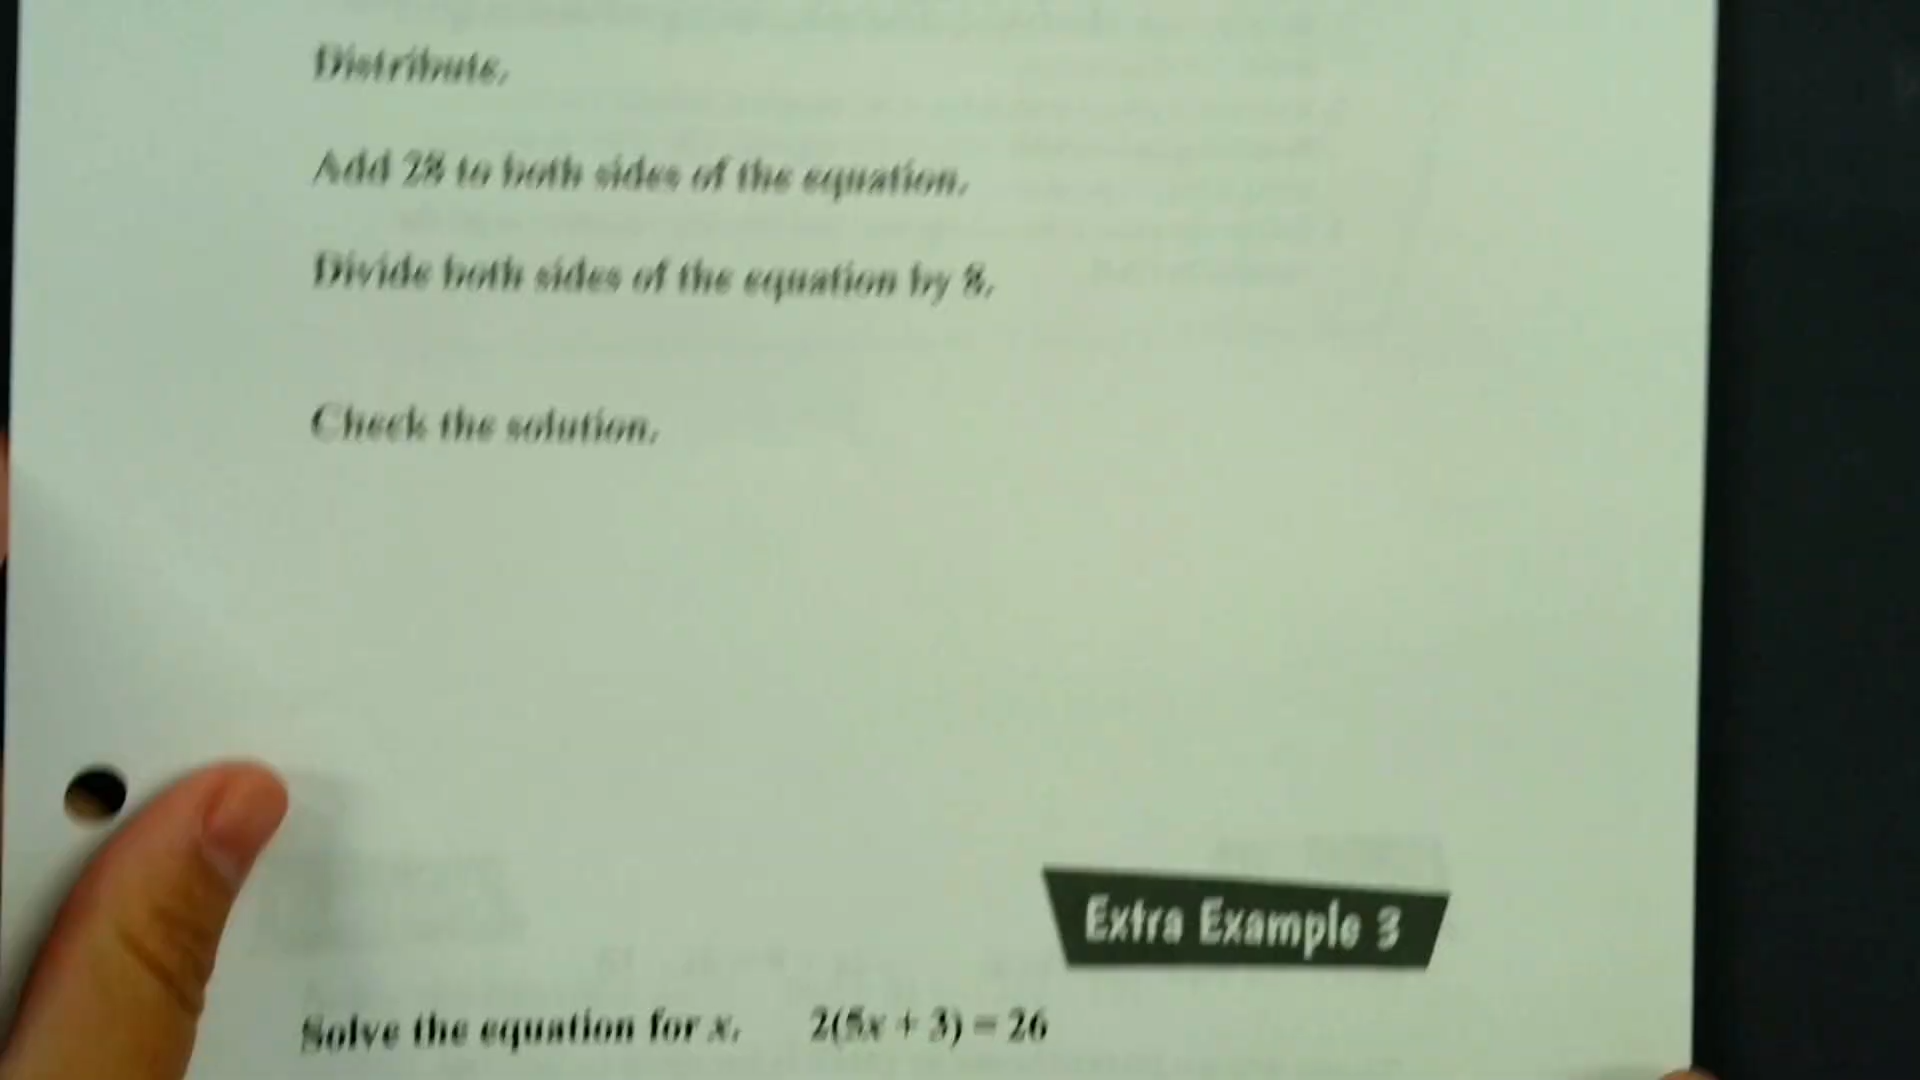 Distribute.
Add 28 to both sides of the equation.
Divide both sides of the equation by 8.
Check the solution.
Extra Example 3
Solve the equation for x. 2(5x + 3) = 26